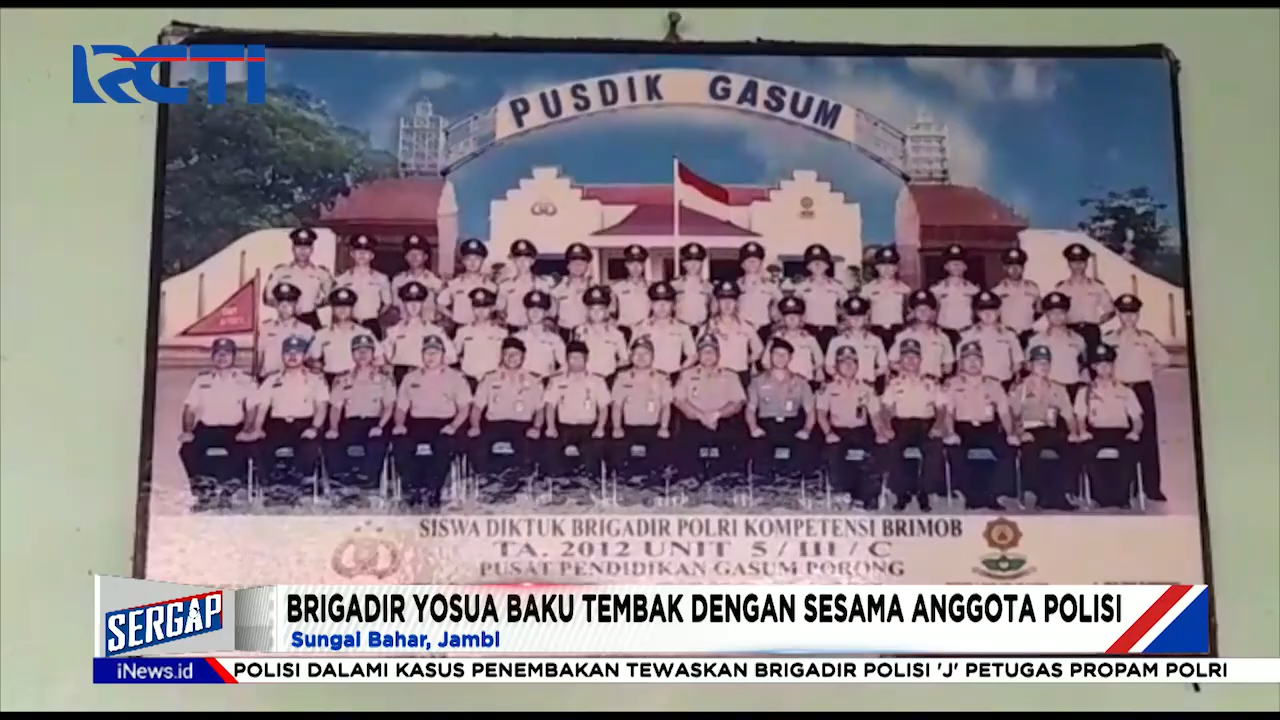 RCTI
PUSDIK GASUM
SISWA DIKTUK BRIGADIR POLRI KOMPETENSI BRIMOB
TA. 2012 UNIT 5/III/C
PUSAT PENDIDIKAN GASUM PORONG
SERGAP
BRIGADIR YOSUA BAKU TEMBAK DENGAN SESAMA ANGGOTA POLISI
Sungai Bahar, Jambi
iNews.id
POLISI DALAMI KASUS PENEMBAKAN TEWASKAN BRIGADIR POLISI 'J' PETUGAS PROPAM POLRI